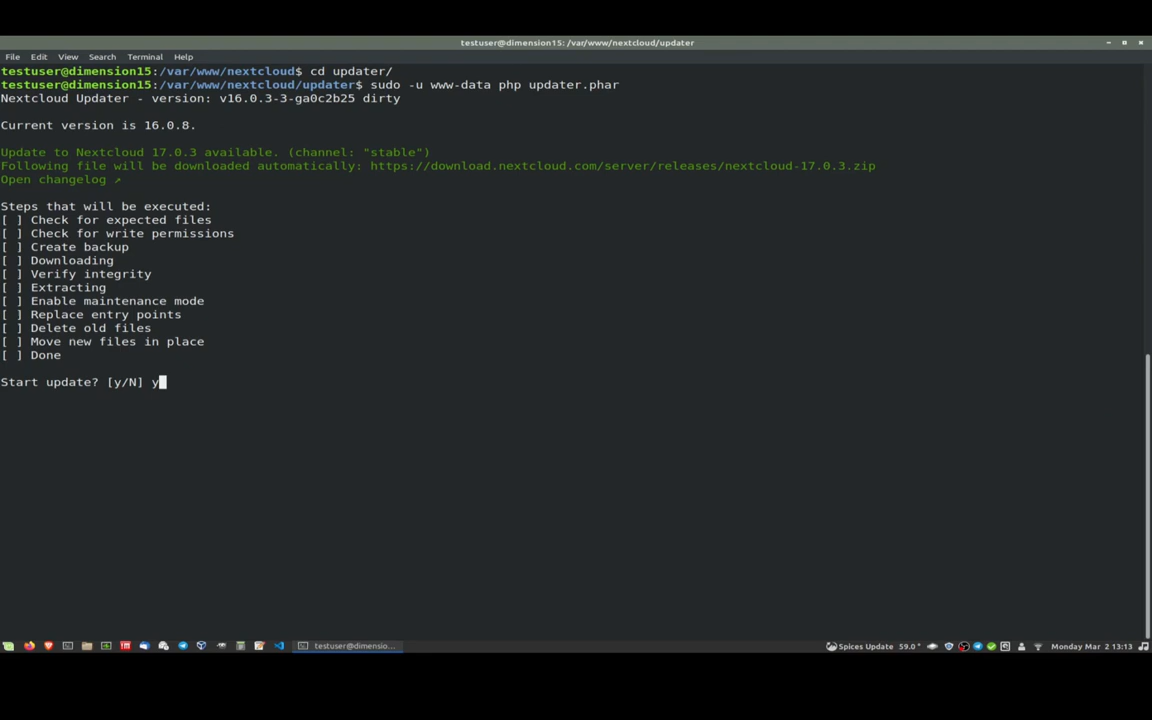 testuser@dimension15: /var/www/nextcloud/updater
File Edit View Search Terminal Help
testuser@dimension15:/var/www/nextcloud$ cd updater/
testuser@dimension15:/var/www/nextcloud/updater$ sudo -u www-data php updater.phar
Nextcloud Updater - version: v16.0.3-3-ga0c2b25 dirty
Current version is 16.0.8.
Update to Nextcloud 17.0.3 available. (channel: "stable")
Following file will be downloaded automatically: https://download.nextcloud.com/server/releases/nextcloud-17.0.3.zip
Open changelog ↗
Steps that will be executed:
[ ] Check for expected files
[ ] Check for write permissions
[ ] Create backup
[ ] Downloading
[ ] Verify integrity
[ ] Extracting
[ ] Enable maintenance mode
[ ] Replace entry points
[ ] Delete old files
[ ] Move new files in place
[ ] Done
Start update? [y/N] y
testuser@dimensio... Spices Update 59.0° Monday Mar 2 13:13